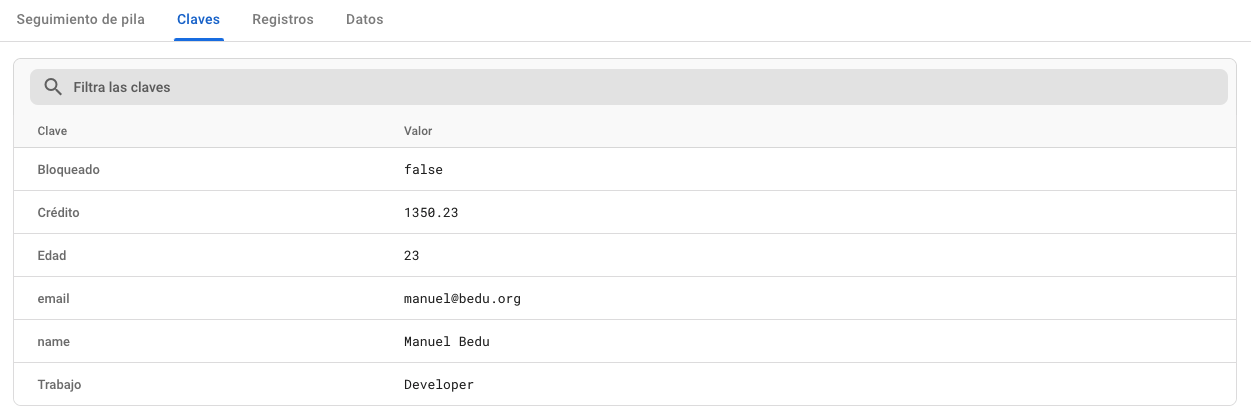 Seguimiento de pila Claves Registros Datos
Filtra las claves
Clave Valor
Bloqueado false
Crédito 1350.23
Edad 23
email manuel@bedu.org
name Manuel Bedu
Trabajo Developer